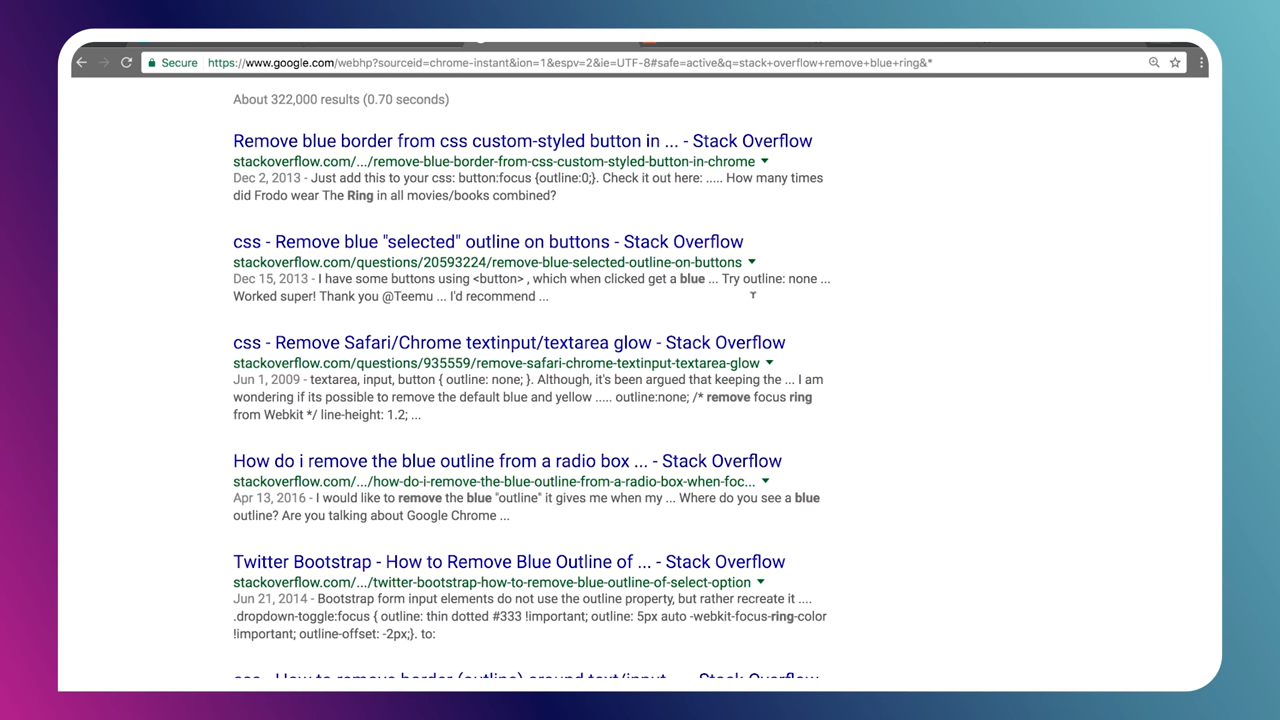 Secure https://www.google.com/webhp?sourceid=chrome-instant&ion=1&espv=2&ie=UTF-8#safe=active&q=stack+overflow+remove+blue+ring&*
About 322,000 results (0.70 seconds)
Remove blue border from css custom-styled button in ... - Stack Overflow
stackoverflow.com/.../remove-blue-border-from-css-custom-styled-button-in-chrome
Dec 2, 2013 - Just add this to your css: button:focus {outline:0;}. Check it out here: ..... How many times
did Frodo wear The Ring in all movies/books combined?
css - Remove blue "selected" outline on buttons - Stack Overflow
stackoverflow.com/questions/20593224/remove-blue-selected-outline-on-buttons
Dec 15, 2013 - I have some buttons using <button> , which when clicked get a blue ... Try outline: none ...
Worked super! Thank you @Teemu ... I'd recommend ...
css - Remove Safari/Chrome textinput/textarea glow - Stack Overflow
stackoverflow.com/questions/935559/remove-safari-chrome-textinput-textarea-glow
Jun 1, 2009 - textarea, input, button { outline: none; }. Although, it's been argued that keeping the ... I am
wondering if its possible to remove the default blue and yellow ..... outline:none; /* remove focus ring
from Webkit */ line-height: 1.2; ...
How do i remove the blue outline from a radio box ... - Stack Overflow
stackoverflow.com/.../how-do-i-remove-the-blue-outline-from-a-radio-box-when-foc...
Apr 13, 2016 - I would like to remove the blue "outline" it gives me when my ... Where do you see a blue
outline? Are you talking about Google Chrome ...
Twitter Bootstrap - How to Remove Blue Outline of ... - Stack Overflow
stackoverflow.com/.../twitter-bootstrap-how-to-remove-blue-outline-of-select-option
Jun 21, 2014 - Bootstrap form input elements do not use the outline property, but rather recreate it ....
.dropdown-toggle:focus { outline: thin dotted #333 !important; outline: 5px auto -webkit-focus-ring-color
!important; outline-offset: -2px;}. to:
css - How to remove border (outline) around text/input ... - Stack Overflow